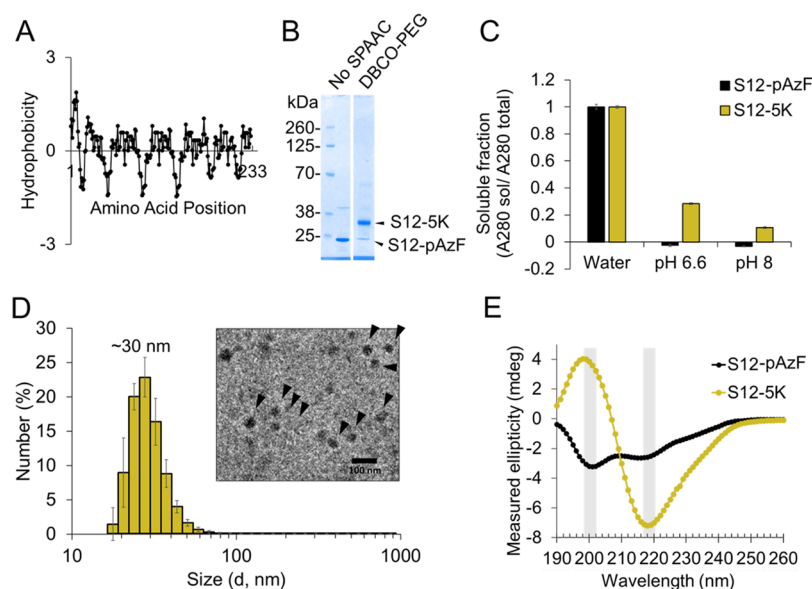 A
3
0
-3
Hydrophobicity
1
233
Amino Acid Position
B
No SPAAC
DBCO-PEG
kDa
260-
125-
70-
38-
25-
S12-5K
S12-pAzF
C
Soluble fraction
(A280 sol/ A280 total)
1.2
1
0.8
0.6
0.4
0.2
0
-0.2
Water
pH 6.6
pH 8
S12-pAzF
S12-5K
D
Number (%)
30
25
20
15
10
5
0
~30 nm
100 nm
10
100
1000
Size (d, nm)
E
Measured ellipticity (mdeg)
4
2
0
-2
-4
-6
-8
S12-pAzF
S12-5K
190 200 210 220 230 240 250 260
Wavelength (nm)